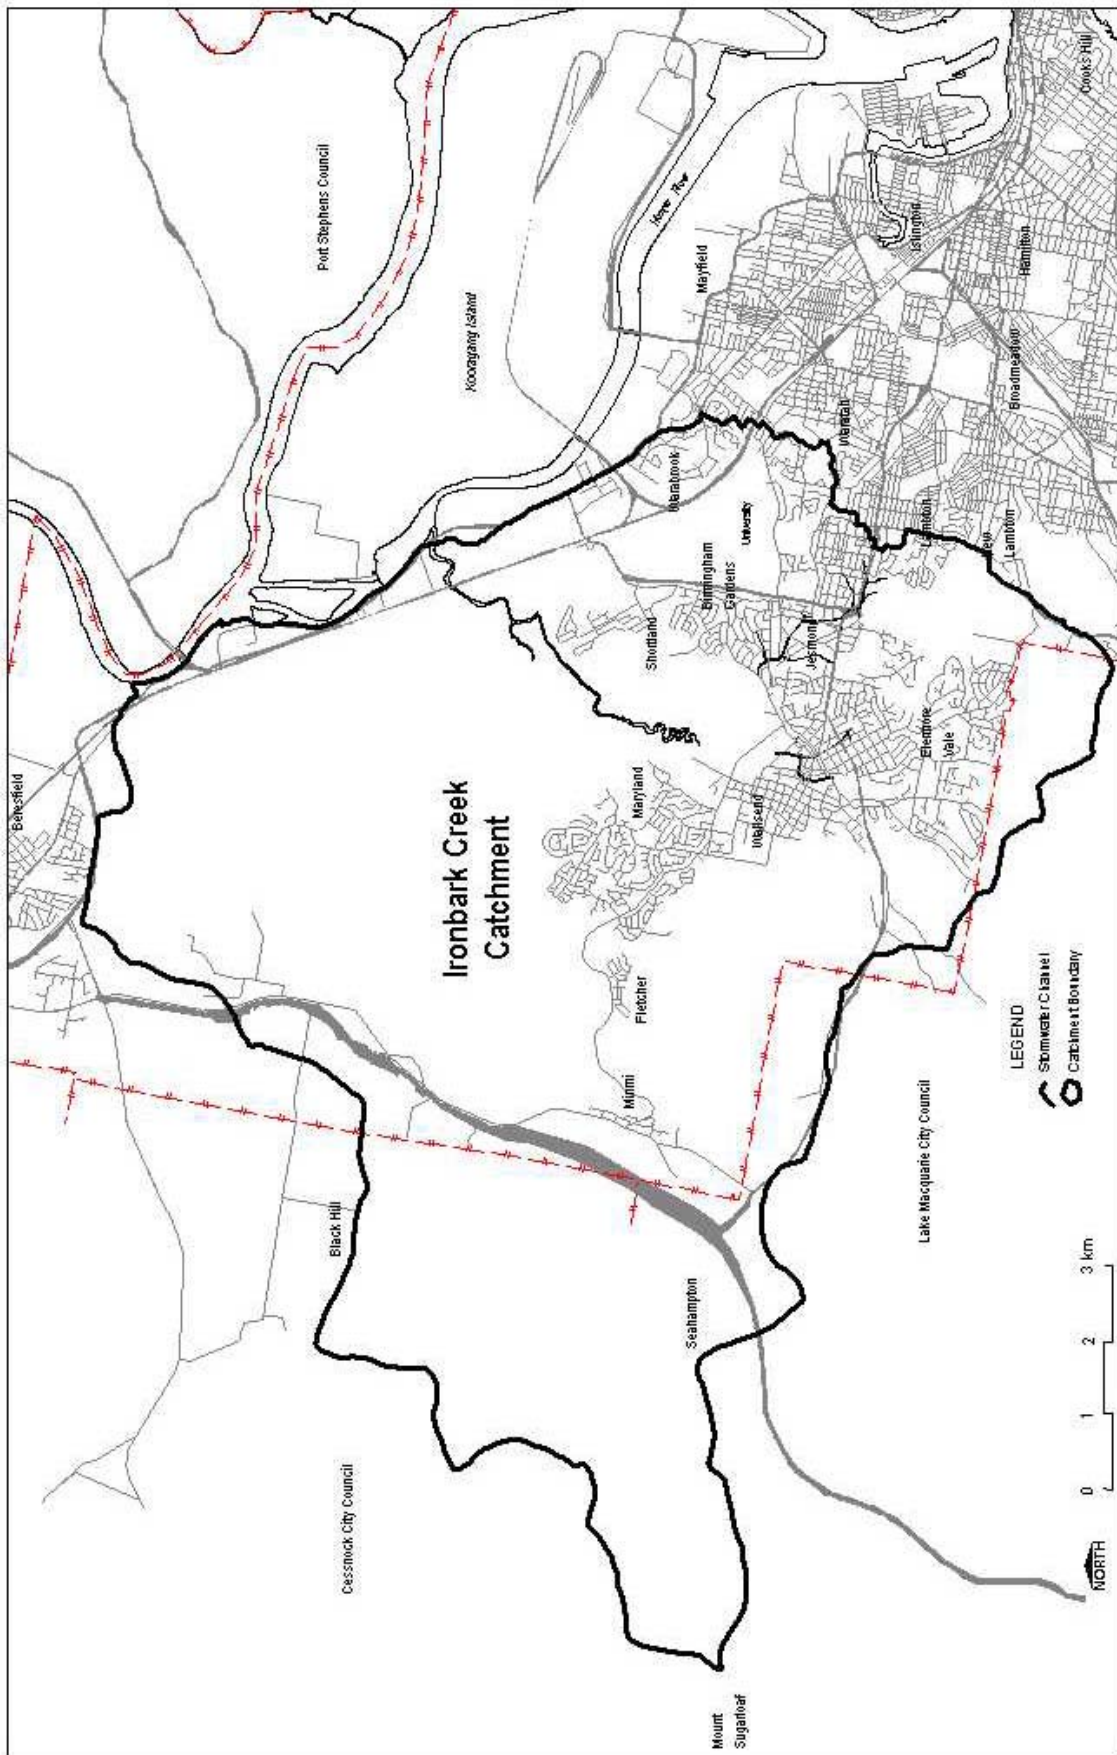 Beresfield
Port Stephens Council
Black Hill
Cessnock City Council
Kooragang Island
Ironbark Creek
Catchment
Hunter River
Shortland
Maryland
Fletcher
Minmi
Warabrook
Mayfield
Birmingham
Gardens
University
Seahampton
Mount
Sugarloaf
Wallsend
Jesmond
Waratah
Islington
Elermore
Vale
Lambton
New
Lambton
Hamilton
Broadmeadow
Cooks Hill
Lake Macquarie City Council
LEGEND
Stormwater Channel
Catchment Boundary
NORTH
0 1 2 3 km